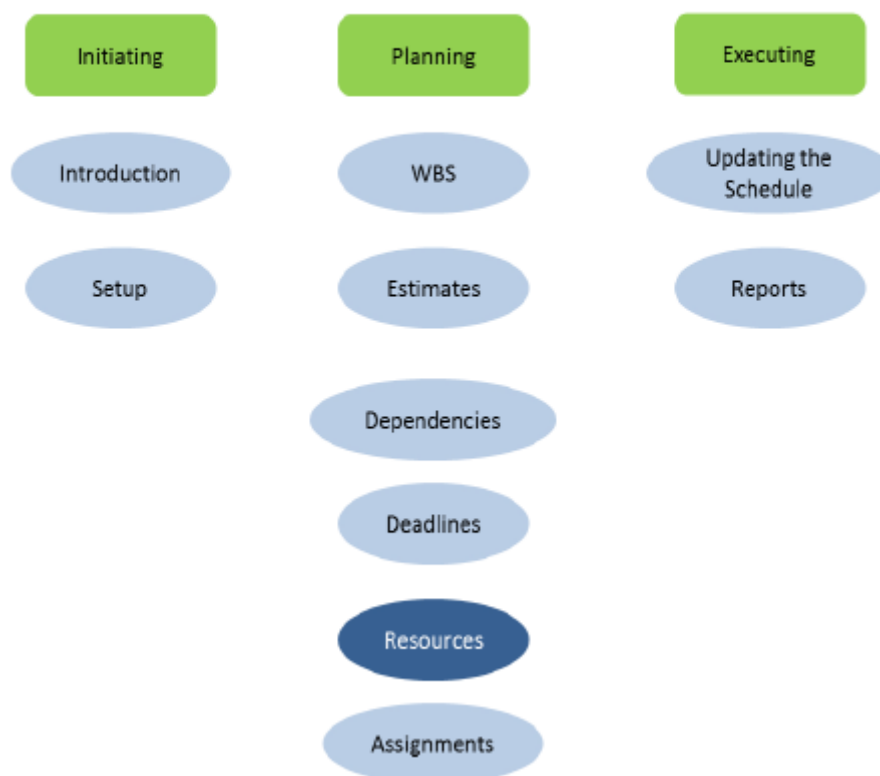 Initiating
Planning
Executing
Introduction
WBS
Updating the
Schedule
Setup
Estimates
Reports
Dependencies
Deadlines
Resources
Assignments